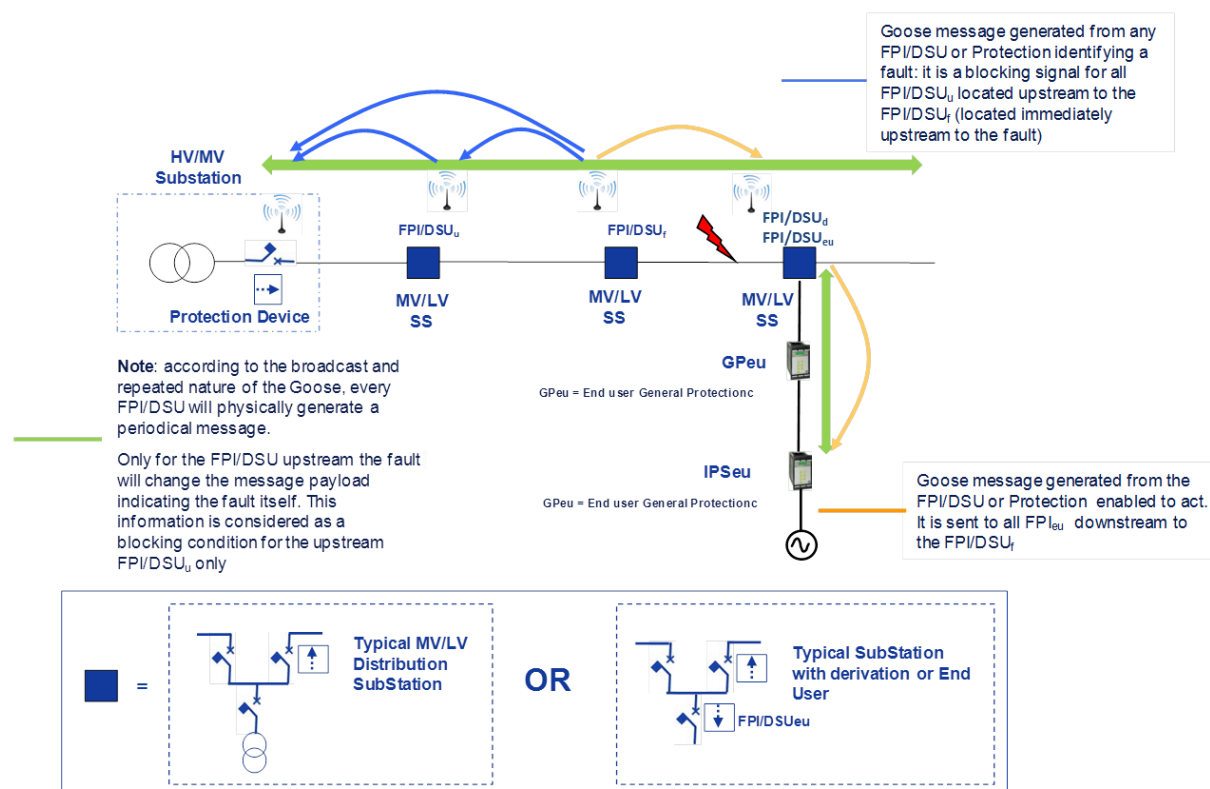 Goose message generated from any
FPI/DSU or Protection identifying a
fault: it is a blocking signal for all
FPI/DSUu located upstream to the
FPI/DSUf (located immediately
upstream to the fault)
HV/MV
Substation
FPI/DSUu
FPI/DSUf
FPI/DSUd
FPI/DSUeu
MV/LV
SS
MV/LV
SS
MV/LV
SS
Protection Device
Note: according to the broadcast and
repeated nature of the Goose, every
FPI/DSU will physically generate a
periodical message.
Only for the FPI/DSU upstream the fault
will change the message payload
indicating the fault itself. This
information is considered as a
blocking condition for the upstream
FPI/DSUu only
GPeu
GPeu = End user General Protectionc
IPSeu
GPeu = End user General Protectionc
Goose message generated from the
FPI/DSU or Protection enabled to act.
It is sent to all FPIeu downstream to
the FPI/DSUf
=
Typical MV/LV
Distribution
SubStation
OR
Typical SubStation
with derivation or End
User
FPI/DSUeu